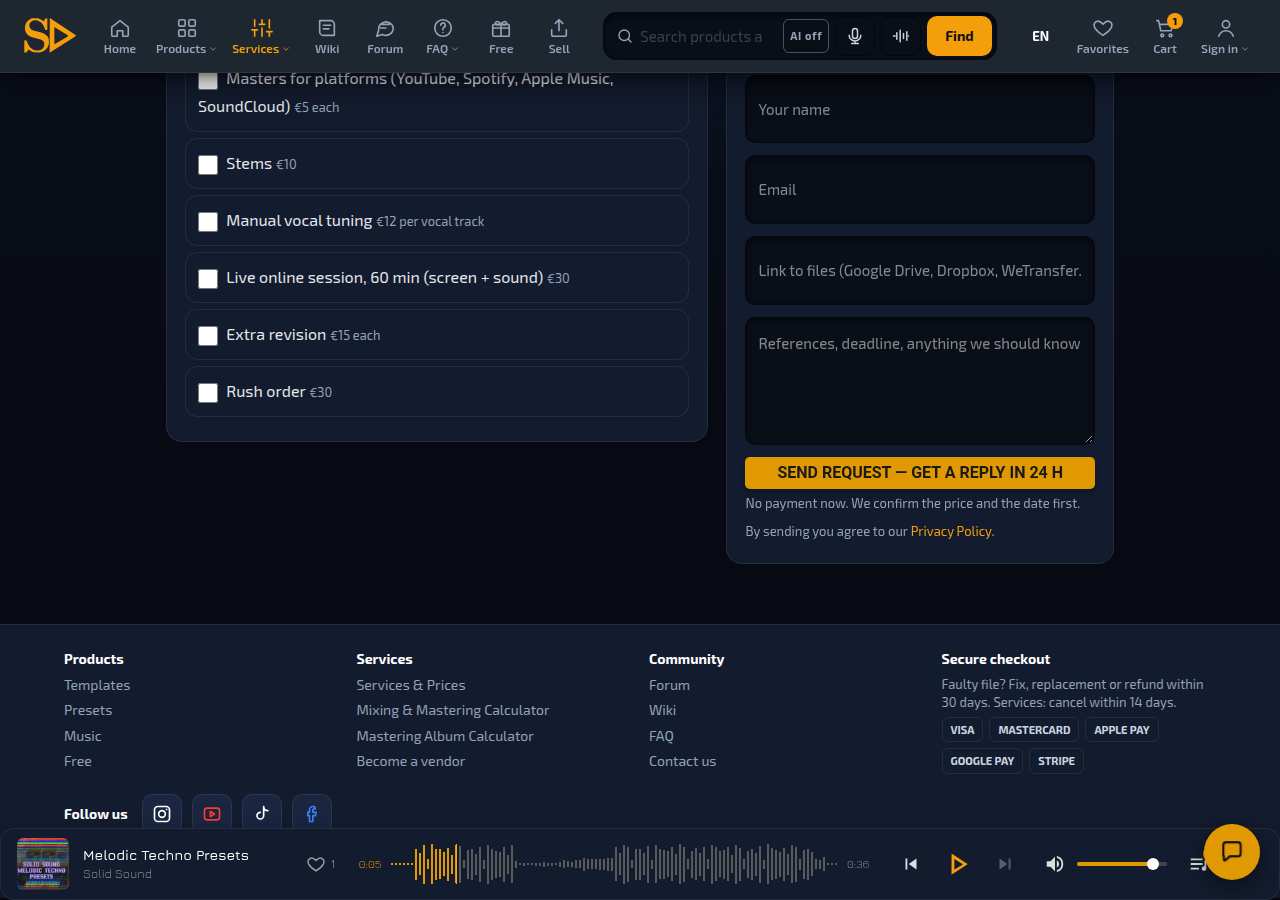 Home
Products
Services
Wiki
Forum
FAQ
Free
Sell
Search products a
AI off
Find
EN
Favorites
1
Cart
Sign in
Masters for platforms (YouTube, Spotify, Apple Music,
SoundCloud) €5 each
Stems €10
Manual vocal tuning €12 per vocal track
Live online session, 60 min (screen + sound) €30
Extra revision €15 each
Rush order €30
Your name
Email
Link to files (Google Drive, Dropbox, WeTransfer.
References, deadline, anything we should know
SEND REQUEST — GET A REPLY IN 24 H
No payment now. We confirm the price and the date first.
By sending you agree to our Privacy Policy.
Products
Templates
Presets
Music
Free
Services
Services & Prices
Mixing & Mastering Calculator
Mastering Album Calculator
Become a vendor
Community
Forum
Wiki
FAQ
Contact us
Secure checkout
Faulty file? Fix, replacement or refund within
30 days. Services: cancel within 14 days.
VISA MASTERCARD APPLE PAY
GOOGLE PAY STRIPE
Follow us
SOLID SOUND
MELODIC TECHNO
PRESETS
Melodic Techno Presets
Solid Sound
1
0:05
0:36